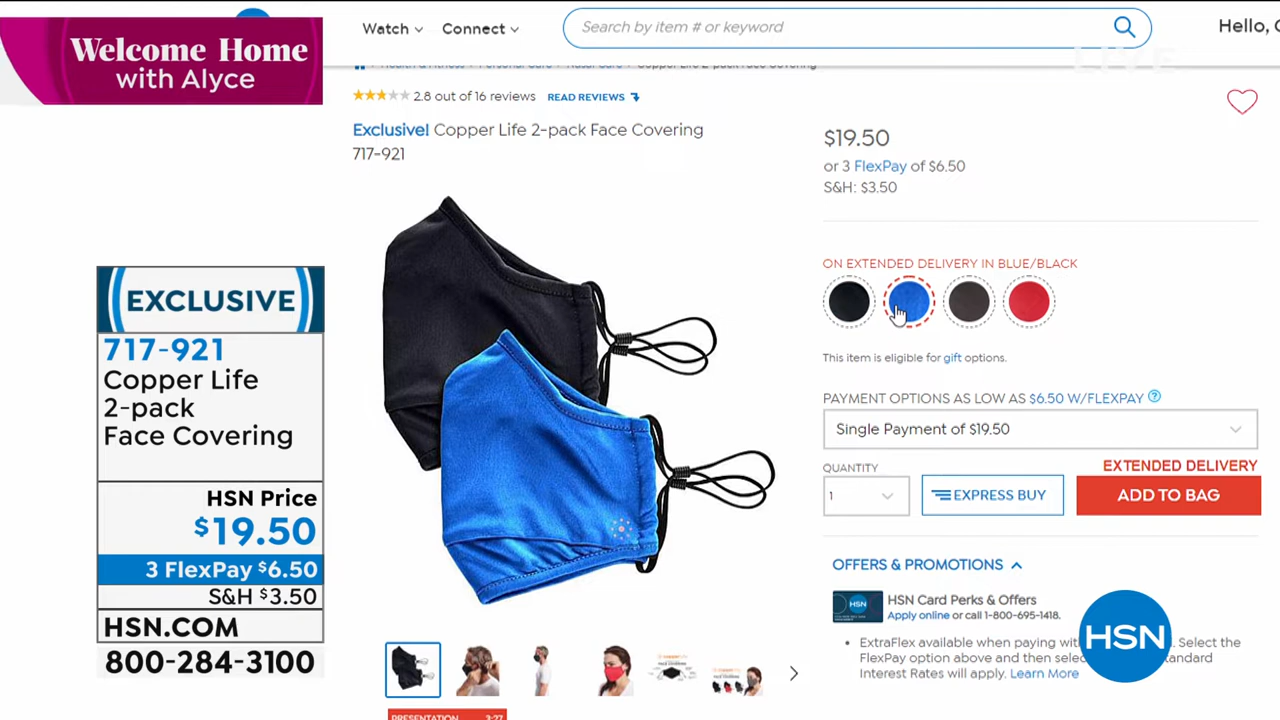 Welcome Home
with Alyce
Watch
Connect
Search by item # or keyword
Hello,
2.8 out of 16 reviews
READ REVIEWS
Exclusive! Copper Life 2-pack Face Covering
717-921
$19.50
or 3 FlexPay of $6.50
S&H: $3.50
ON EXTENDED DELIVERY IN BLUE/BLACK
This item is eligible for gift options.
PAYMENT OPTIONS AS LOW AS $6.50 W/FLEXPAY ?
Single Payment of $19.50
QUANTITY
1
EXPRESS BUY
EXTENDED DELIVERY
ADD TO BAG
OFFERS & PROMOTIONS
HSN
HSN Card Perks & Offers
Apply online or call 1-800-695-1418.
• ExtraFlex available when paying wit . Select the
FlexPay option above and then selec tandard
Interest Rates will apply. Learn More
HSN
EXCLUSIVE
717-921
Copper Life
2-pack
Face Covering
HSN Price
$19.50
3 FlexPay $6.50
S&H $3.50
HSN.COM
800-284-3100
PRESENTATION 3:27